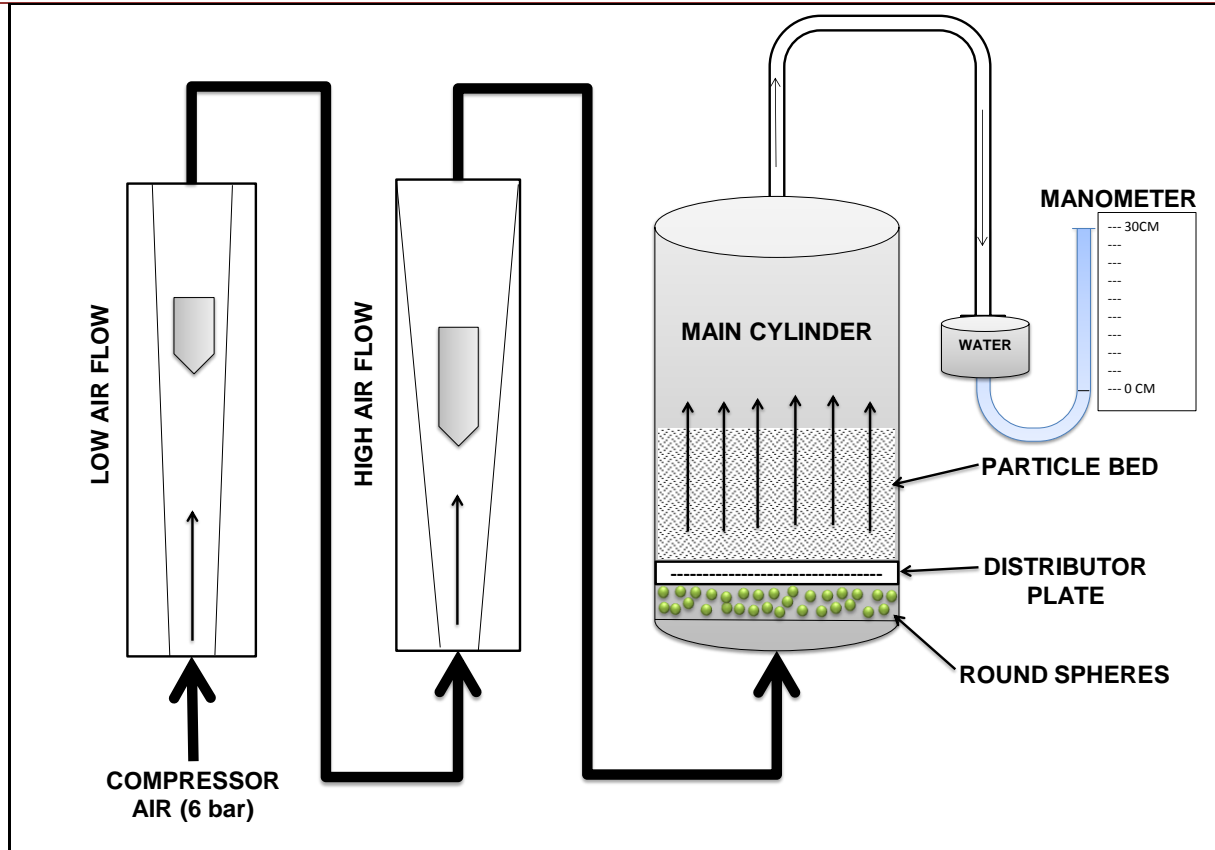 LOW AIR FLOW
HIGH AIR FLOW
COMPRESSOR
AIR (6 bar)
MAIN CYLINDER
WATER
MANOMETER
--- 30CM
---
---
---
---
---
---
---
---
--- 0 CM
PARTICLE BED
DISTRIBUTOR
PLATE
ROUND SPHERES